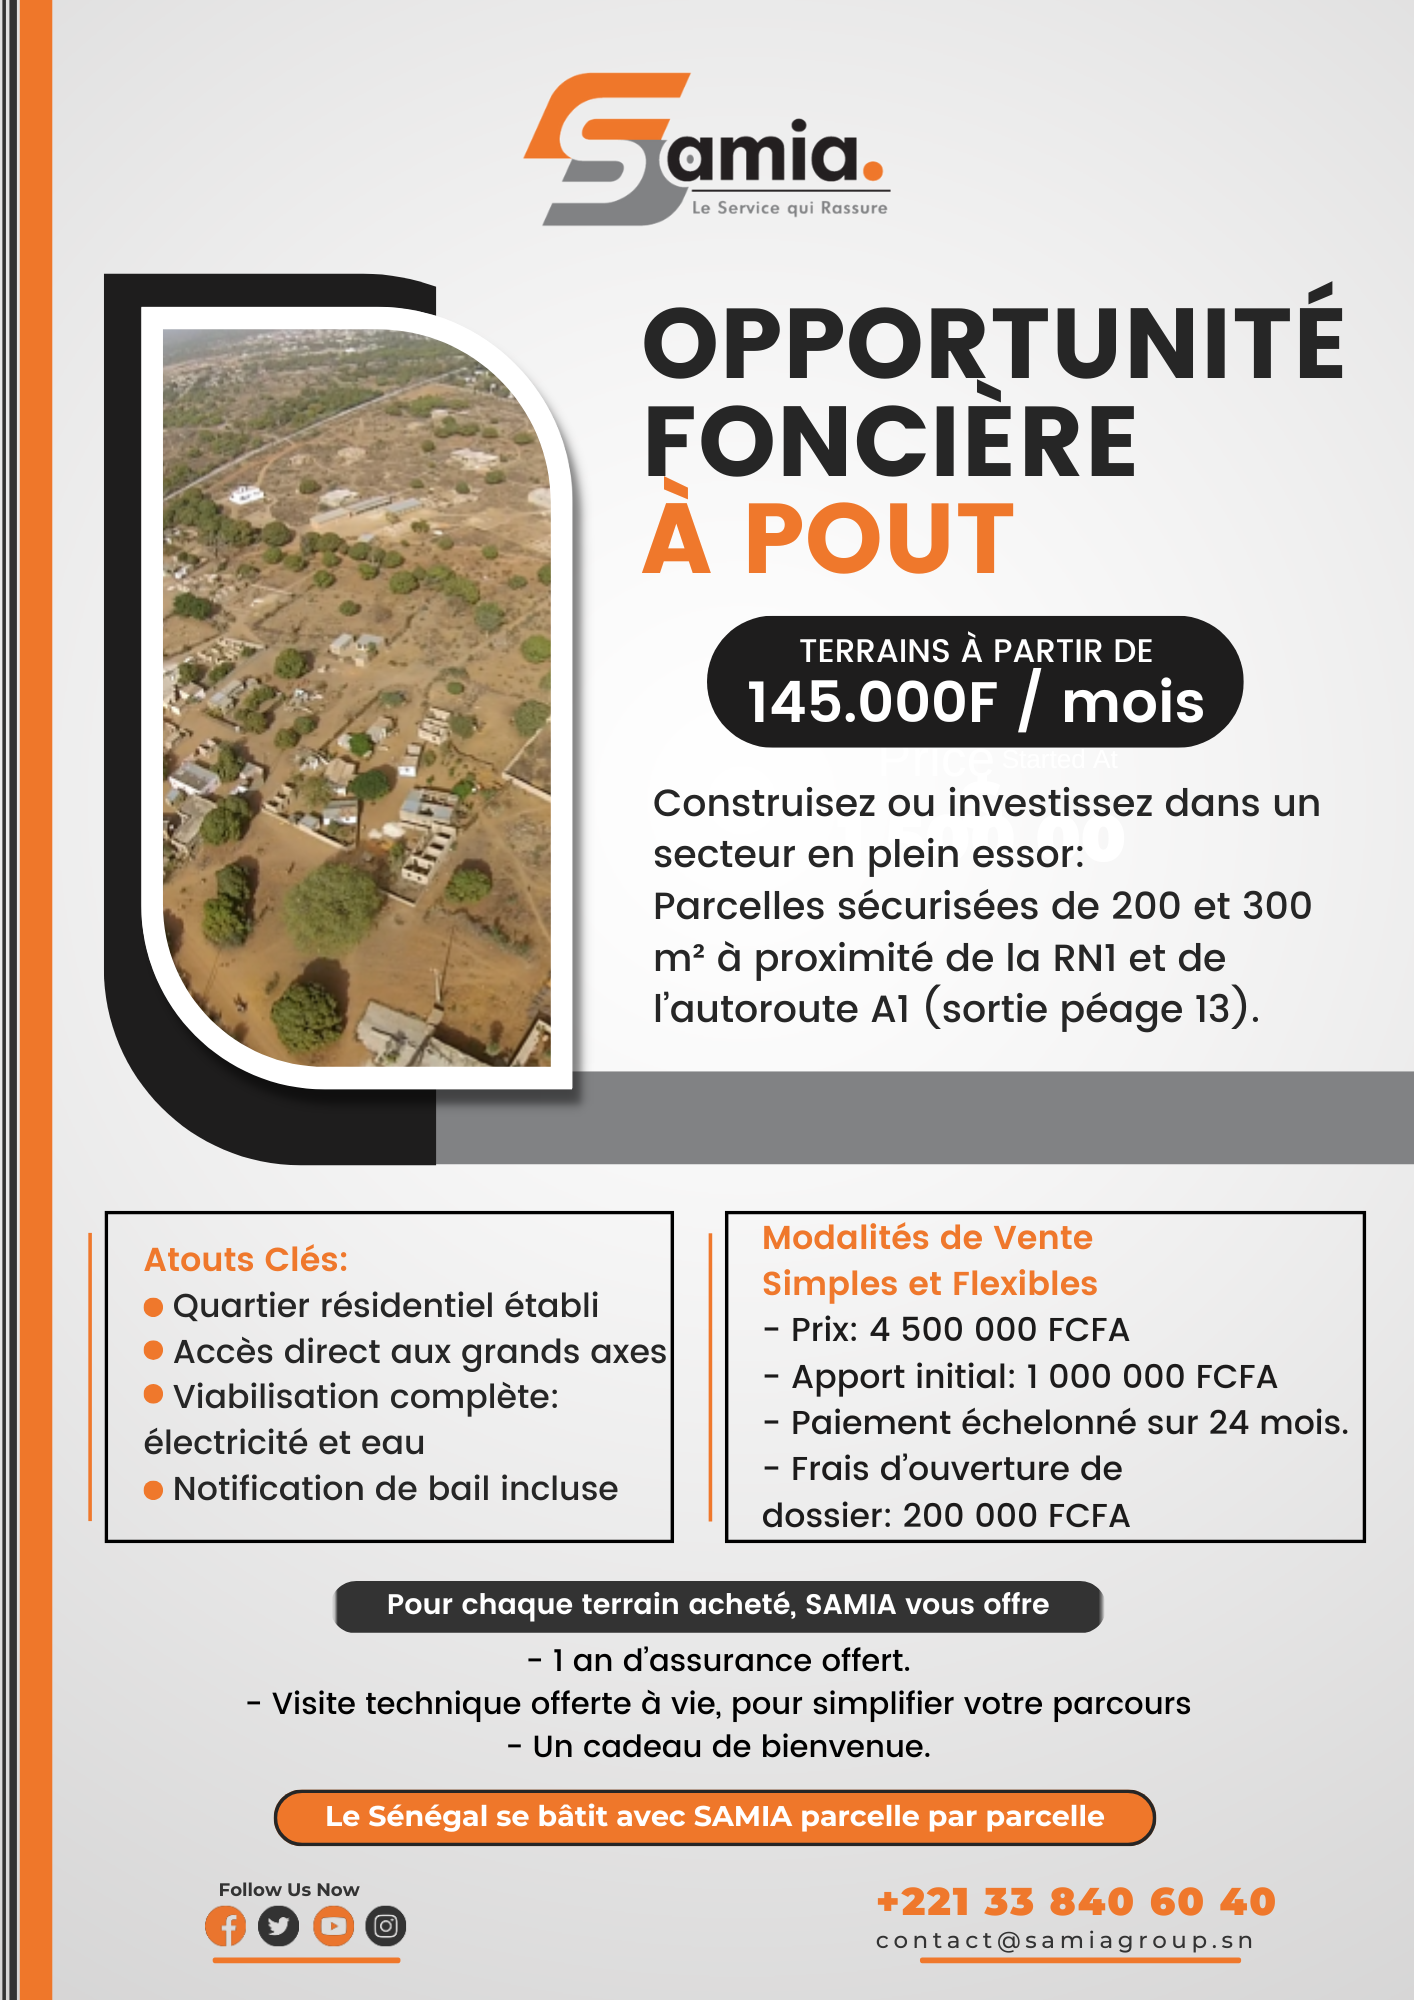 Samia.
Le Service qui Rassure
OPPORTUNITÉ
FONCIÈRE
À POUT
TERRAINS À PARTIR DE
145.000F / mois
Price Started At
Construisez ou investissez dans un
secteur en plein essor:
Parcelles sécurisées de 200 et 300
m² à proximité de la RN1 et de
l’autoroute A1 (sortie péage 13).
Atouts Clés:
Quartier résidentiel établi
Accès direct aux grands axes
Viabilisation complète:
électricité et eau
Notification de bail incluse
Modalités de Vente
Simples et Flexibles
- Prix: 4 500 000 FCFA
- Apport initial: 1 000 000 FCFA
- Paiement échelonné sur 24 mois.
- Frais d’ouverture de
dossier: 200 000 FCFA
Pour chaque terrain acheté, SAMIA vous offre
- 1 an d’assurance offert.
- Visite technique offerte à vie, pour simplifier votre parcours
- Un cadeau de bienvenue.
Le Sénégal se bâtit avec SAMIA parcelle par parcelle
Follow Us Now
+221 33 840 60 40
contact@samiagroup.sn